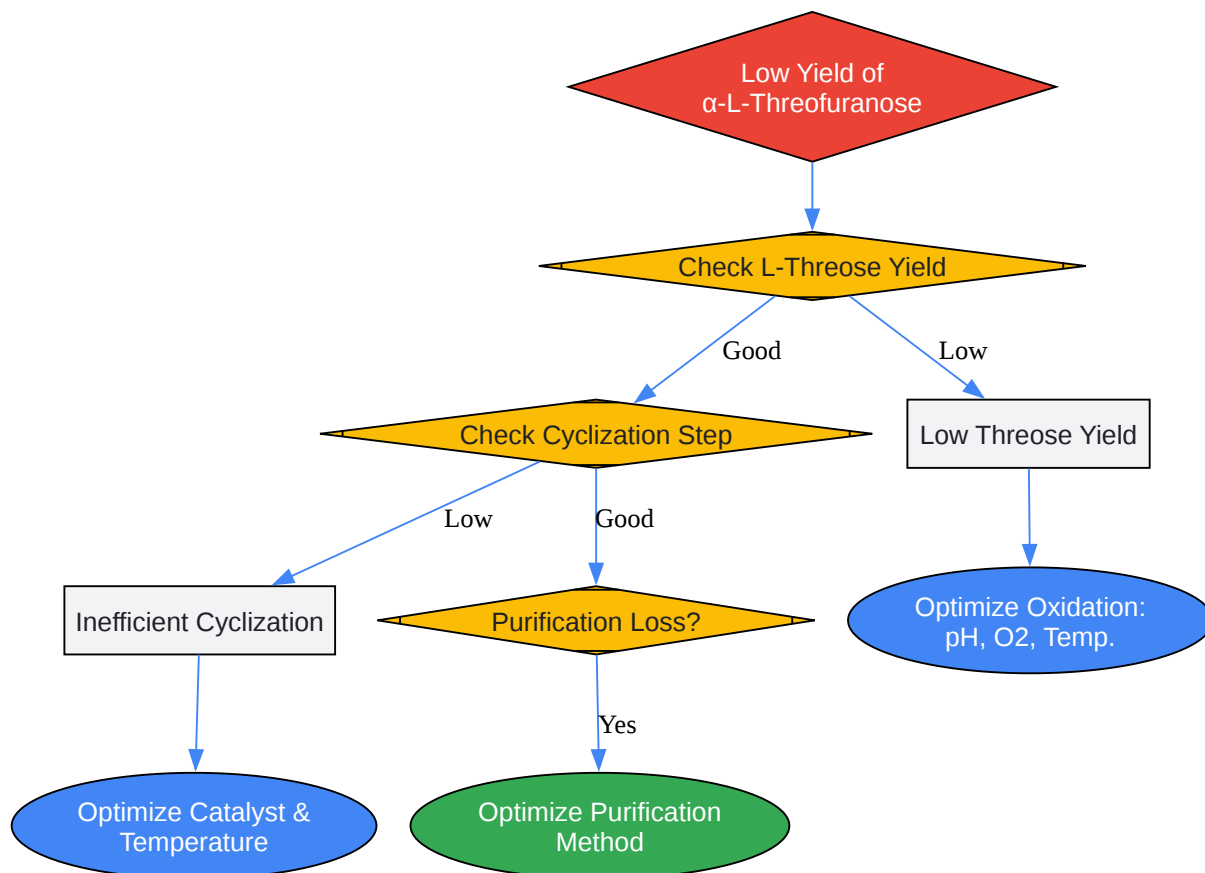 Low Yield of
α-L-Threofuranose
Check L-Threose Yield
Good
Low
Check Cyclization Step
Low Threose Yield
Low
Good
Inefficient Cyclization
Purification Loss?
Optimize Oxidation:
pH, O2, Temp.
Yes
Optimize Catalyst &
Temperature
Optimize Purification
Method